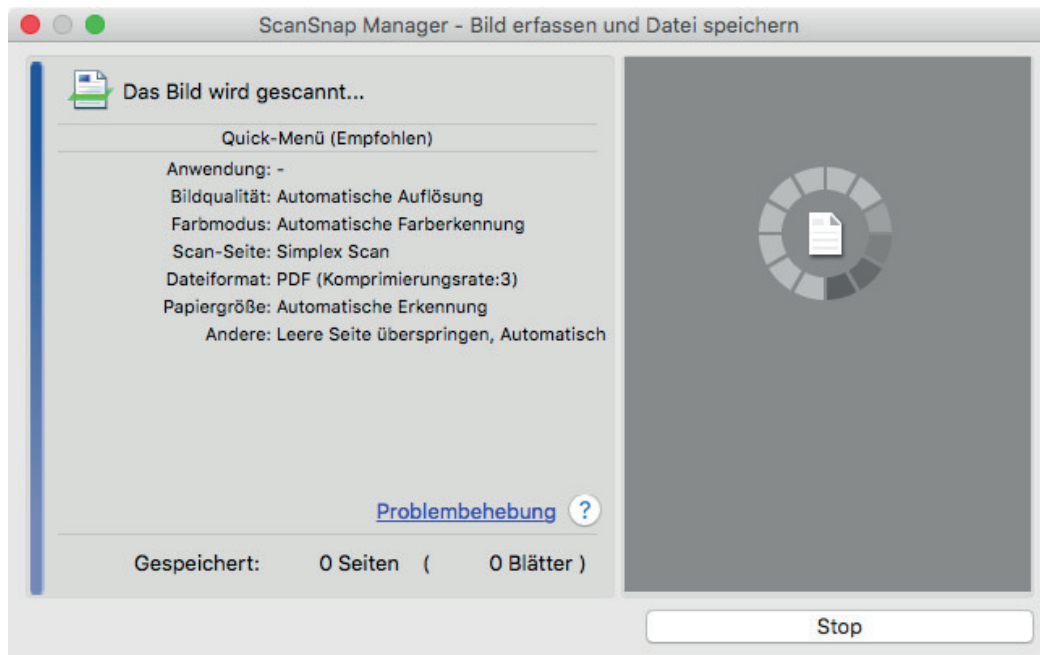 ScanSnap Manager - Bild erfassen und Datei speichern
Das Bild wird gescannt...
Quick-Menü (Empfohlen)
Anwendung: -
Bildqualität: Automatische Auflösung
Farbmodus: Automatische Farberkennung
Scan-Seite: Simplex Scan
Dateiformat: PDF (Komprimierungsrate:3)
Papiergröße: Automatische Erkennung
Andere: Leere Seite überspringen, Automatisch
Problembehebung ?
Gespeichert: 0 Seiten ( 0 Blätter )
Stop